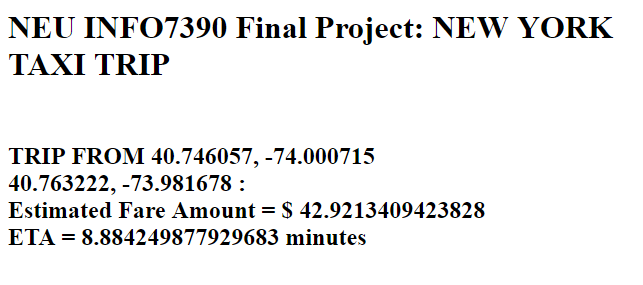 NEU INFO7390 Final Project: NEW YORK
TAXI TRIP
TRIP FROM 40.746057, -74.000715
40.763222, -73.981678 :
Estimated Fare Amount = $ 42.9213409423828
ETA = 8.884249877929683 minutes